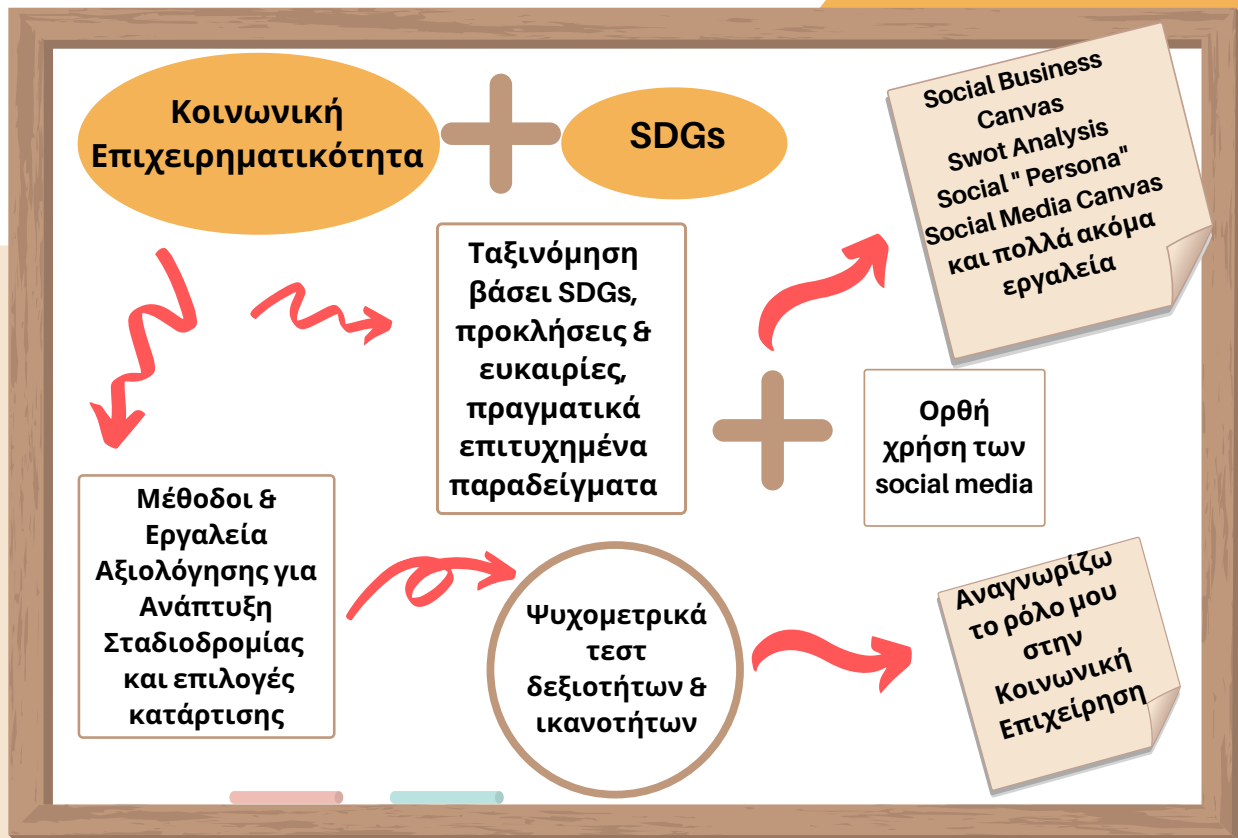 Κοινωνική
Επιχειρηματικότητα
SDGs
Social Business
Canvas
Swot Analysis
Social " Persona"
Social Media Canvas
και πολλά ακόμα
εργαλεία
Ταξινόμηση
βάσει SDGs,
προκλήσεις &
ευκαιρίες,
πραγματικά
επιτυχημένα
παραδείγματα
Ορθή
χρήση των
social media
Μέθοδοι &
Εργαλεία
Αξιολόγησης για
Ανάπτυξη
Σταδιοδρομίας
και επιλογές
κατάρτισης
Ψυχομετρικά
τεστ
δεξιοτήτων &
ικανοτήτων
Αναγνωρίζω
το ρόλο μου
στην
Κοινωνική
Επιχείρηση